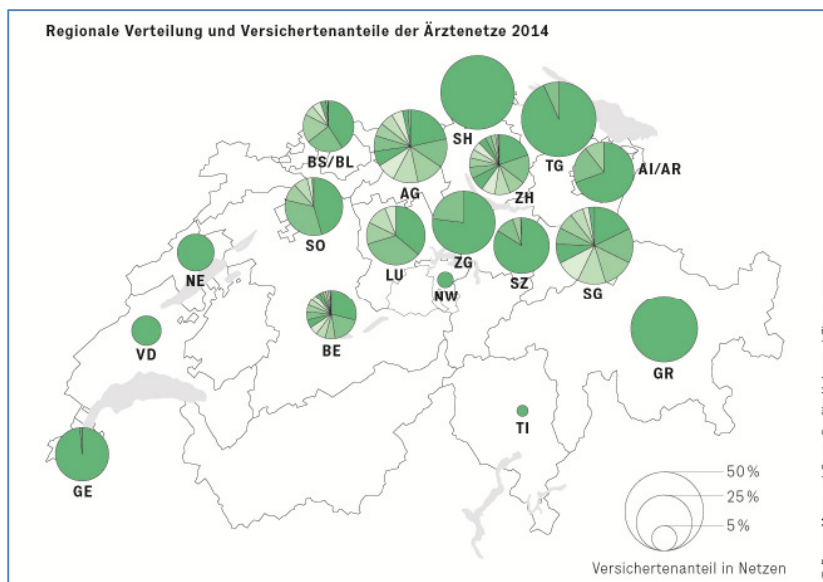 Regionale Verteilung und Versichertenanteile der Ärztenetze 2014
SH
BS/BL
TG
AI/AR
AG
ZH
SO
LU
ZG
SZ
SG
NE
NW
VD
BE
GR
TI
GE
50 %
25 %
5 %
Versichertenanteil in Netzen